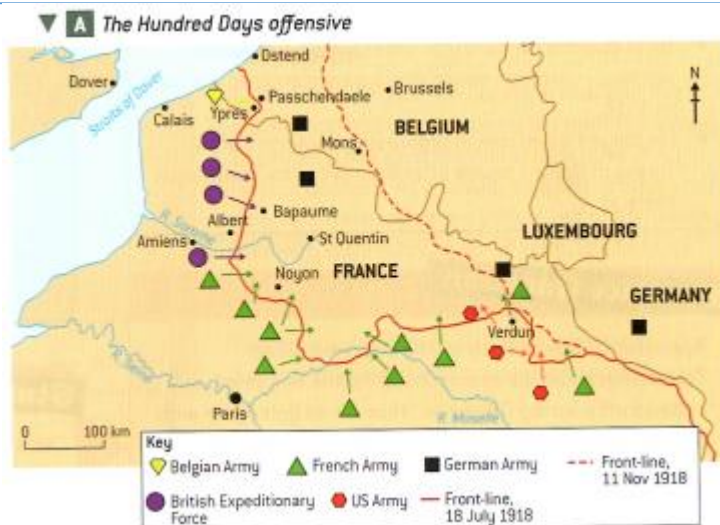 A The Hundred Days offensive
Ostend
Dover
Brussels
N
Straits of Dover
Passchendaele
Calais
Ypres
BELGIUM
Mons
Bapaume
Albert
R. Somme
LUXEMBOURG
Amiens
St Quentin
Noyon
FRANCE
GERMANY
Verdun
R. Seine
Paris
R. Moselle
0 100 km
Key
Belgian Army
French Army
German Army
Front-line,
11 Nov 1918
British Expeditionary
Force
US Army
Front-line,
18 July 1918